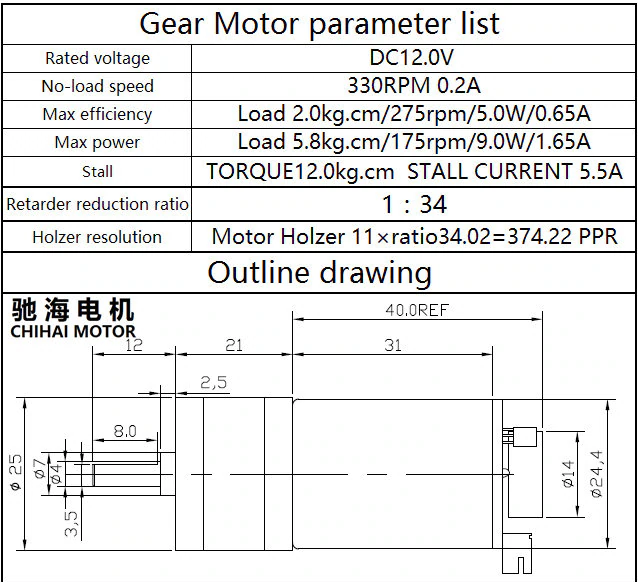 Gear Motor parameter list
Rated voltage DC12.0V
No-load speed 330RPM 0.2A
Max efficiency Load 2.0kg.cm/275rpm/5.0W/0.65A
Max power Load 5.8kg.cm/175rpm/9.0W/1.65A
Stall TORQUE12.0kg.cm STALL CURRENT 5.5A
Retarder reduction ratio 1：34
Holzer resolution Motor Holzer 11×ratio34.02=374.22 PPR
Outline drawing
驰海电机
CHIHAI MOTOR
40.0REF
12 21 31
2,5
8.0
ϕ25
ϕ7
ϕ4
3,5
ϕ14
ϕ24,4